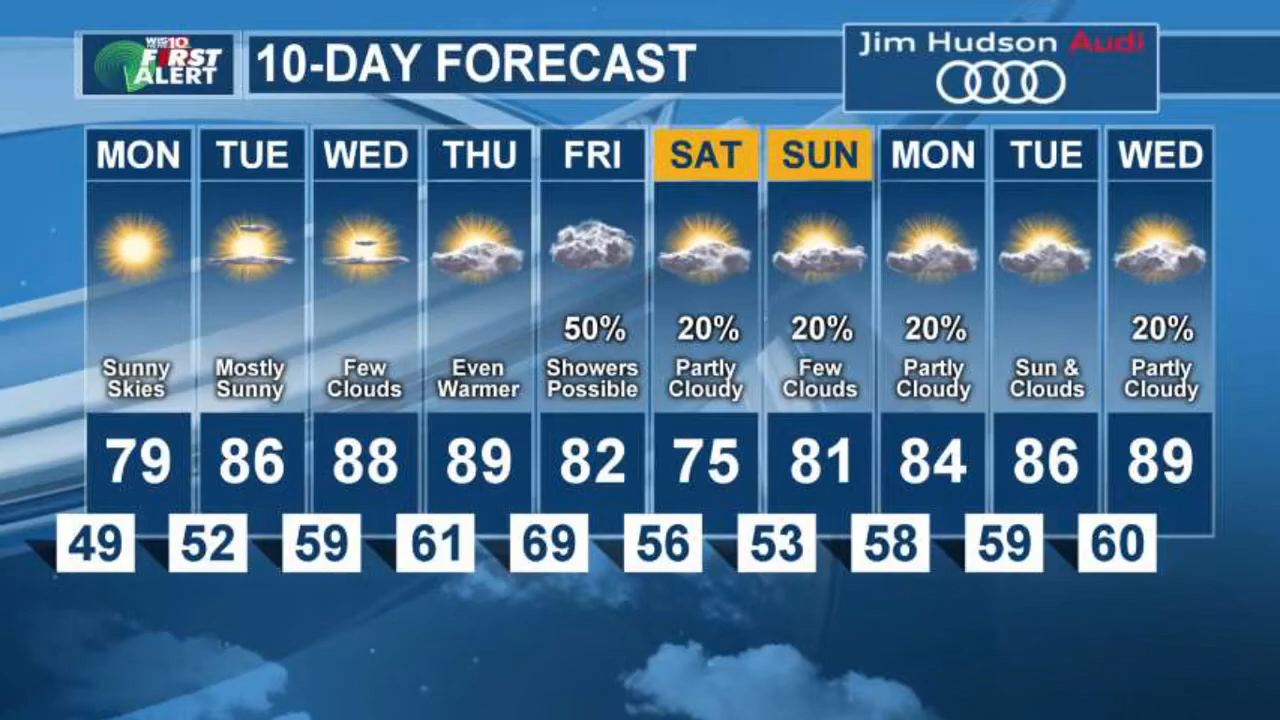 WIS
10
FIRST
ALERT
10-DAY FORECAST
Jim Hudson Audi
MON TUE WED THU FRI SAT SUN MON TUE WED
50% 20% 20% 20% 20%
Sunny Mostly Few Even Showers Partly Few Partly Sun & Partly
Skies Sunny Clouds Warmer Possible Cloudy Clouds Cloudy Clouds Cloudy
79 86 88 89 82 75 81 84 86 89
49 52 59 61 69 56 53 58 59 60